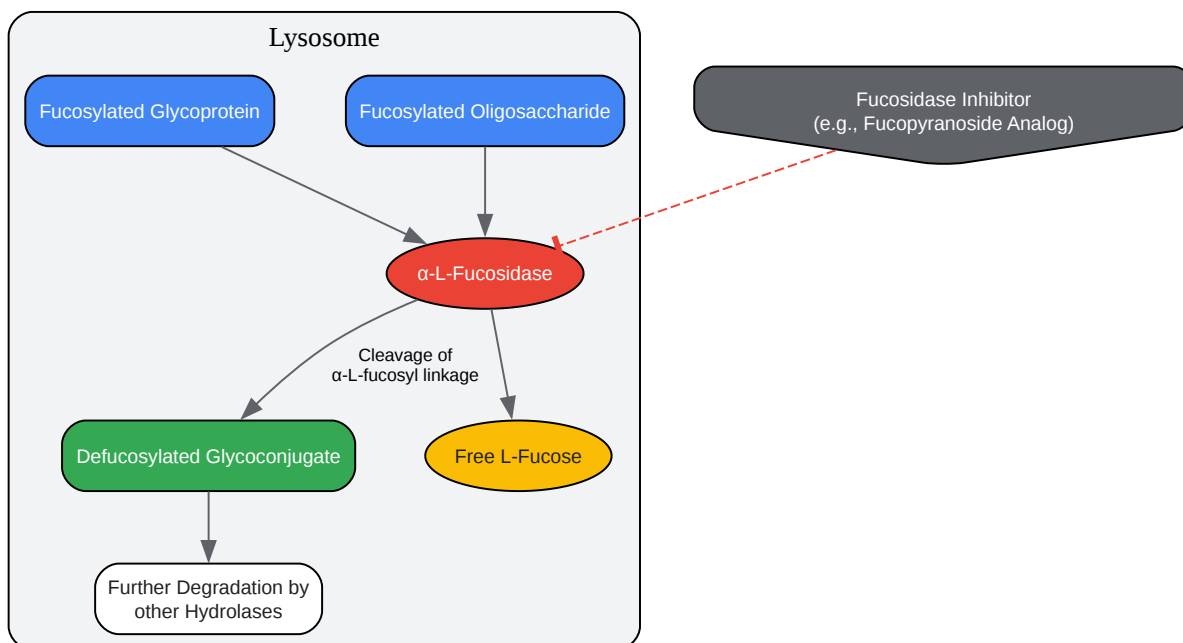 Lysosome
Fucosylated Glycoprotein
Fucosylated Oligosaccharide
Fucosidase Inhibitor
(e.g., Fucopyranoside Analog)
α-L-Fucosidase
Cleavage of
α-L-fucosyl linkage
Defucosylated Glycoconjugate
Free L-Fucose
Further Degradation by
other Hydrolases